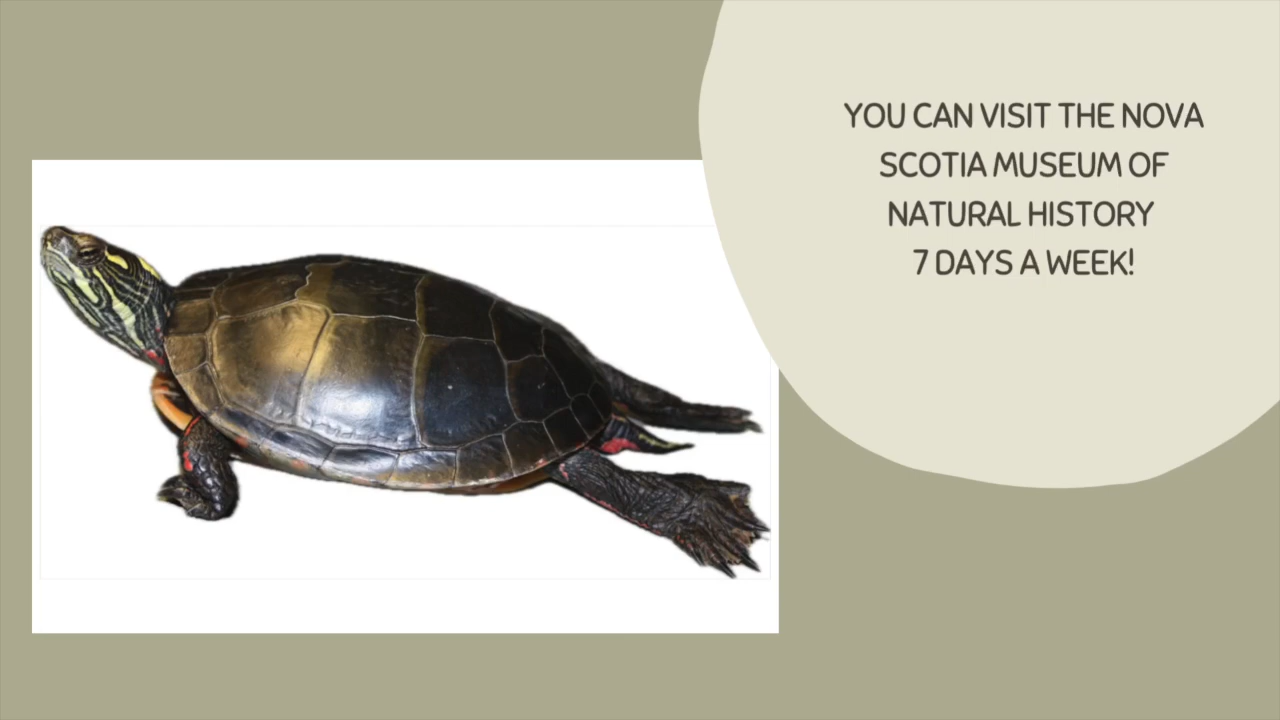 YOU CAN VISIT THE NOVA
SCOTIA MUSEUM OF
NATURAL HISTORY
7 DAYS A WEEK!